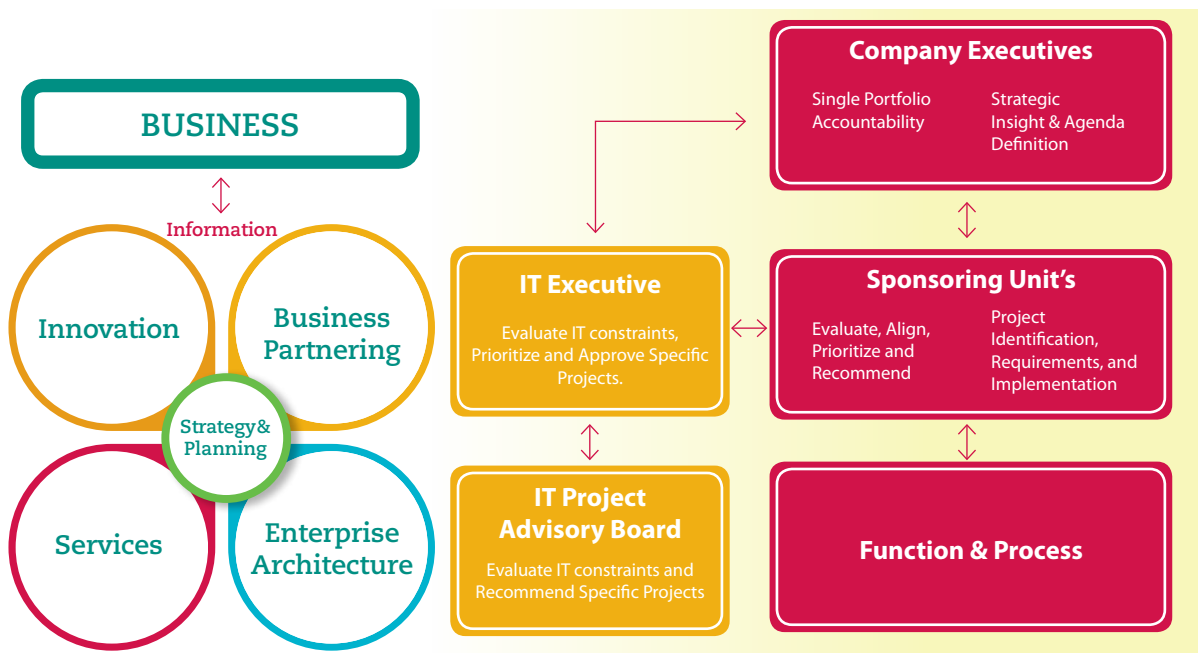 BUSINESS
Information
Innovation
Business
Partnering
Strategy &
Planning
Services
Enterprise
Architecture
Company Executives
Single Portfolio
Accountability
Strategic
Insight & Agenda
Definition
IT Executive
Evaluate IT constraints,
Prioritize and Approve Specific
Projects.
Sponsoring Unit's
Evaluate, Align,
Prioritize and
Recommend
Project
Identification,
Requirements, and
Implementation
IT Project
Advisory Board
Evaluate IT constraints and
Recommend Specific Projects
Function & Process